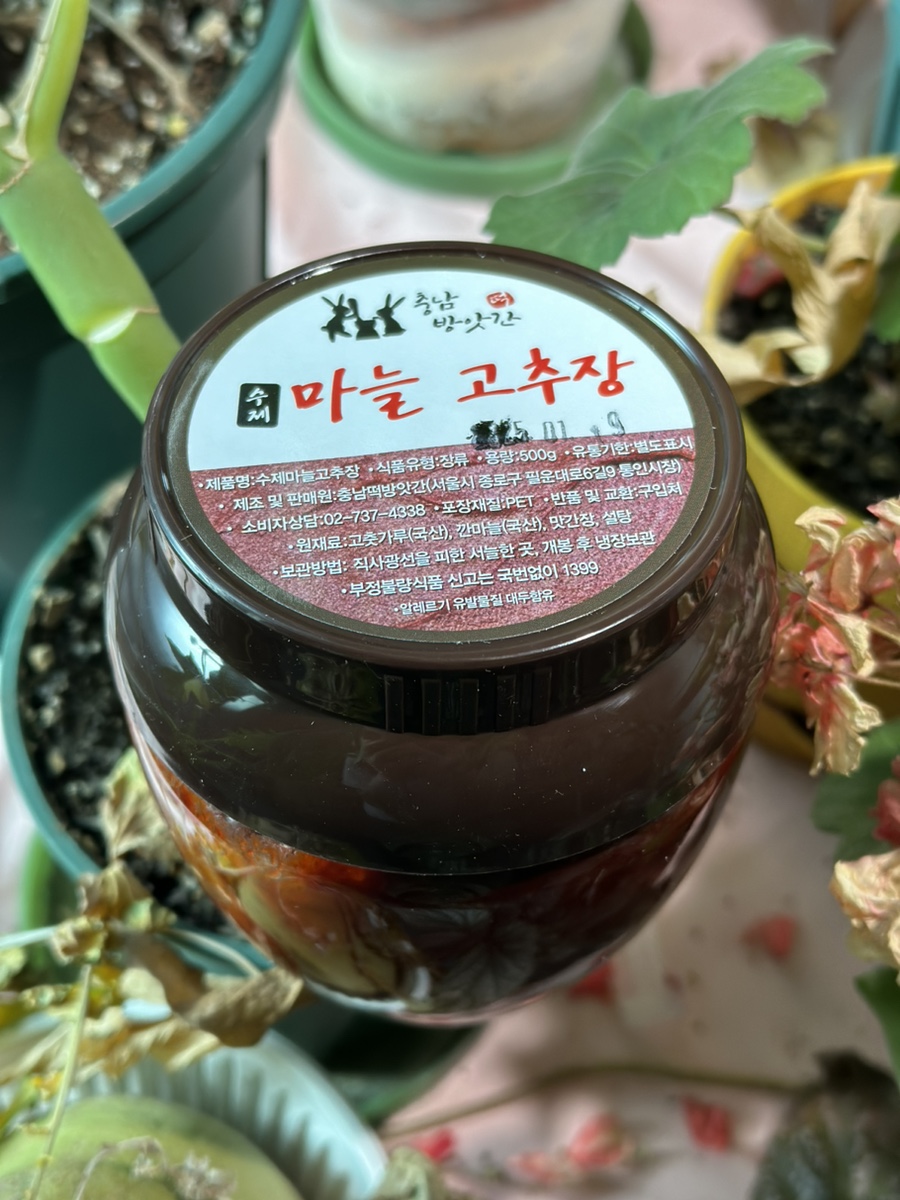 충남
떡
방앗간
수제
마늘 고추장
25.01.19
•제품명:수제마늘고추장 •식품유형:장류 •용량:500g •유통기한:별도표시
• 제조 및 판매원:충남떡방앗간(서울시 종로구 필운대로6길9 통인시장)
• 소비자상담:02-737-4338 •포장재질:PET •반품 및 교환:구입처
•원재료:고춧가루(국산), 깐마늘(국산), 맛간장, 설탕
•보관방법: 직사광선을 피한 서늘한 곳, 개봉 후 냉장보관
•부정불량식품 신고는 국번없이 1399
•알레르기 유발물질 대두함유